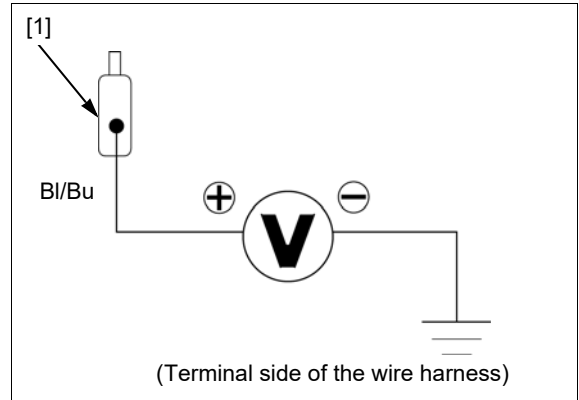 [1]
Bl/Bu
+
−
V
(Terminal side of the wire harness)